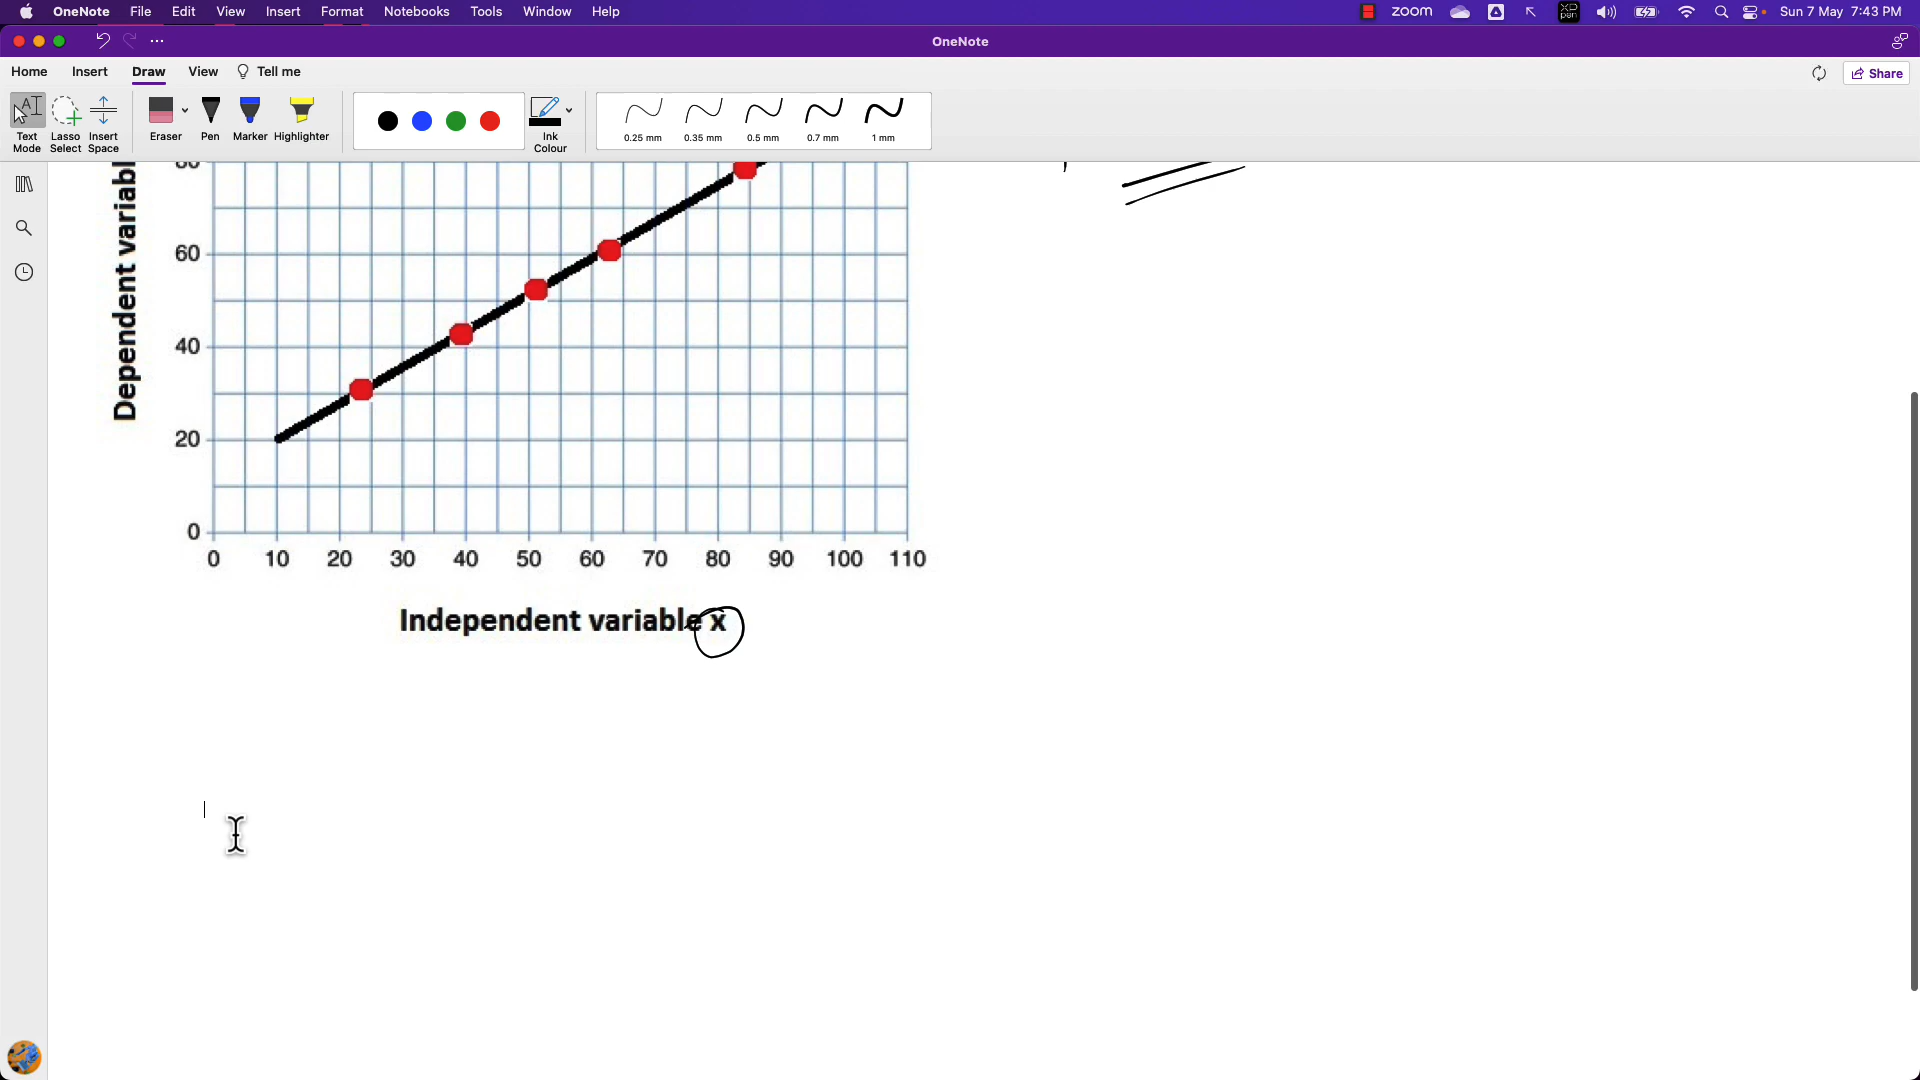 OneNote File Edit View Insert Format Notebooks Tools Window Help zoom XP pen Sun 7 May 7:43 PM
OneNote
Home Insert Draw View Tell me Share
Text Mode Lasso Select Insert Space Eraser Pen Marker Highlighter Ink Colour 0.25 mm 0.35 mm 0.5 mm 0.7 mm 1 mm
80
60
40
20
0
Dependent variabl
0 10 20 30 40 50 60 70 80 90 100 110
Independent variable x